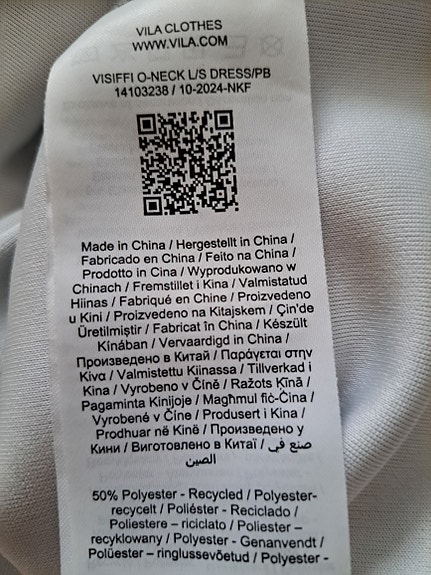 VILA CLOTHES
WWW.VILA.COM
VISIFFI O-NECK L/S DRESS/PB
14103238 / 10-2024-NKF
Made in China / Hergestellt in China /
Fabricado en China / Feito na China /
Prodotto in Cina / Wyprodukowano w
Chinach / Fremstillet i Kina / Valmistatud
Hiinas / Fabriqué en Chine / Proizvedeno
u Kini / Proizvedeno na Kitajskem / Çin'de
Üretilmiştir / Fabricat în China / Készült
Kínában / Vervaardigd in China /
Произведено в Китай / Παράγεται στην
Κίνα / Valmistettu Kiinassa / Tillverkad i
Kina / Vyrobeno v Číně / Ražots Ķīnā /
Pagaminta Kinijoje / Magħmul fiċ-Ċina /
Vyrobené v Číne / Produsert i Kina /
Prodhuar në Kinë / Произведено у
Кини / Виготовлено в Китаї / صنع في
الصين
50% Polyester - Recycled / Polyester-
recycelt / Poliéster - Reciclado /
Poliestere – riciclato / Poliester –
recyklowany / Polyester - Genanvendt /
Polüester – ringlussevõetud / Polyester -